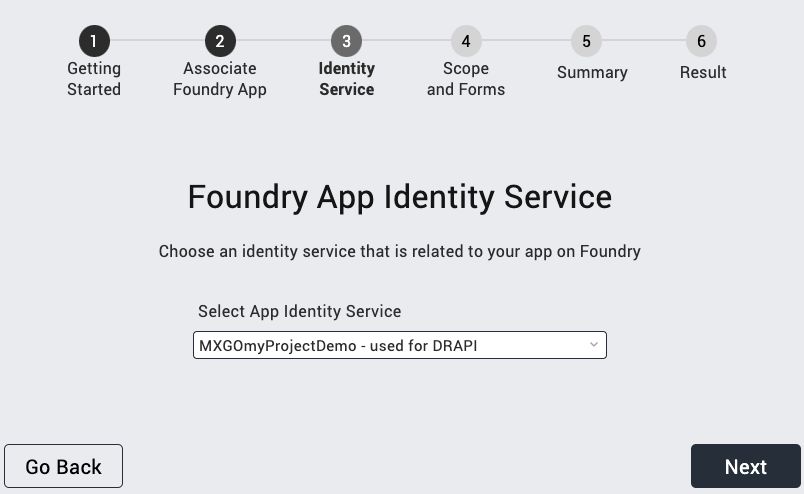 1 2 3 4 5 6
Getting Started
Associate Foundry App
Identity Service
Scope and Forms
Summary
Result
Foundry App Identity Service
Choose an identity service that is related to your app on Foundry
Select App Identity Service
MXGOmyProjectDemo - used for DRAPI
Go Back
Next